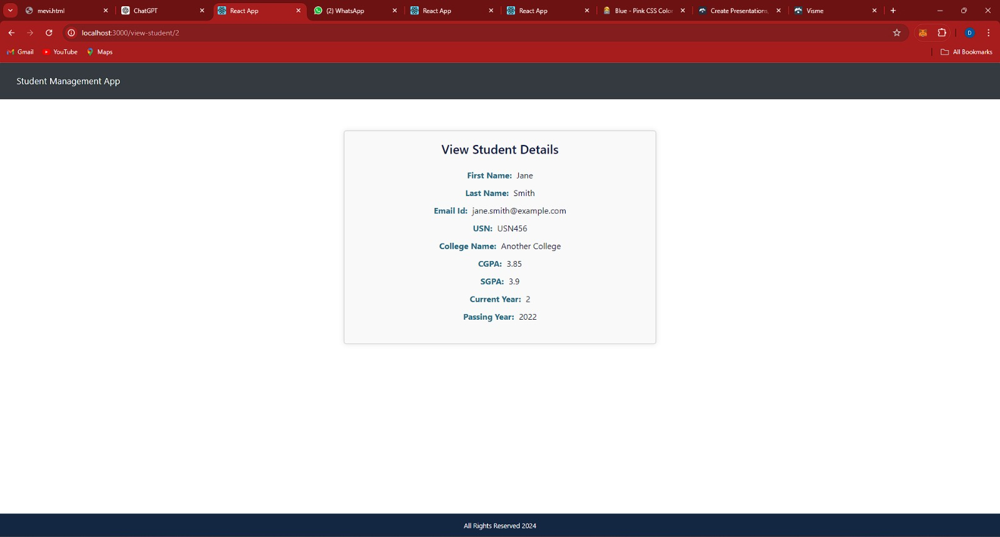 mevi.html
ChatGPT
React App
(2) WhatsApp
React App
React App
Blue - Pink CSS Color
Create Presentations,
Visme
localhost:3000/view-student/2
D
Gmail
YouTube
Maps
All Bookmarks
Student Management App
View Student Details
First Name: Jane
Last Name: Smith
Email Id: jane.smith@example.com
USN: USN456
College Name: Another College
CGPA: 3.85
SGPA: 3.9
Current Year: 2
Passing Year: 2022
All Rights Reserved 2024